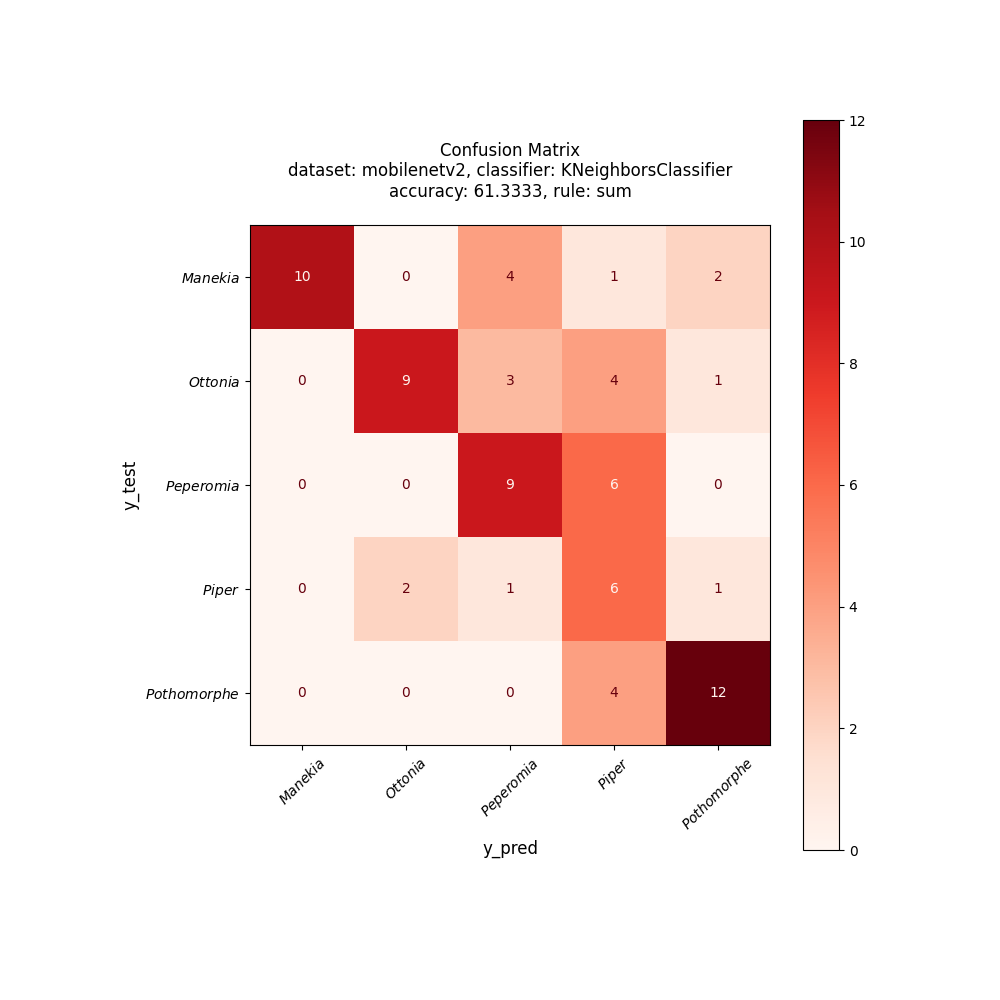 Confusion Matrix
dataset: mobilenetv2, classifier: KNeighborsClassifier
accuracy: 61.3333, rule: sum
Manekia 10 0 4 1 2
Ottonia 0 9 3 4 1
Peperomia 0 0 9 6 0
Piper 0 2 1 6 1
Pothomorphe 0 0 0 4 12
y_test
Manekia Ottonia Peperomia Piper Pothomorphe
y_pred
12
10
8
6
4
2
0